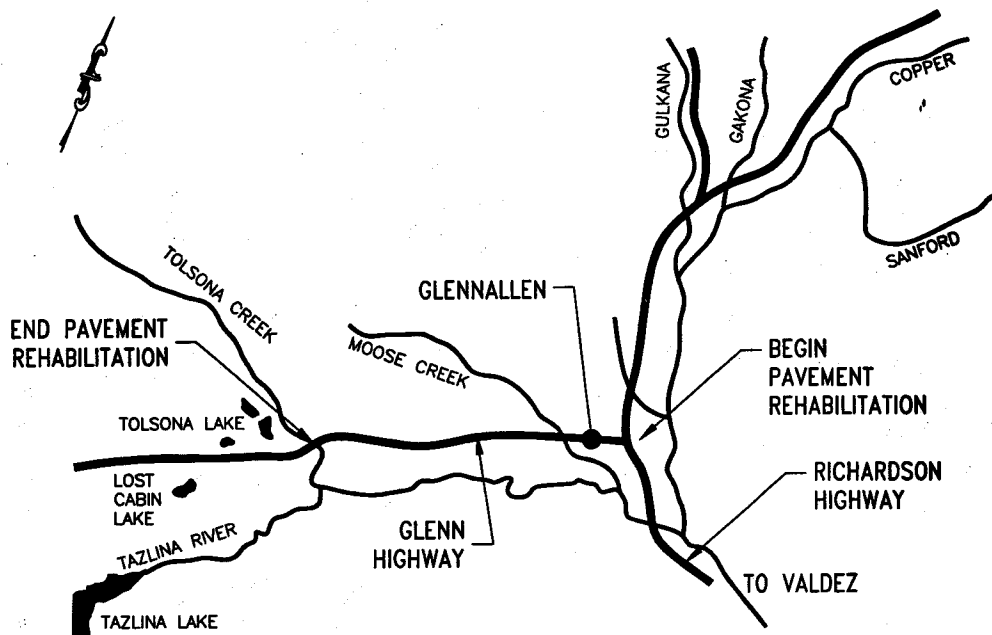 COPPER
GULKANA
GAKONA
SANFORD
TOLSONA CREEK
GLENNALLEN
END PAVEMENT
REHABILITATION
MOOSE CREEK
BEGIN
PAVEMENT
REHABILITATION
TOLSONA LAKE
RICHARDSON
HIGHWAY
LOST
CABIN
LAKE
GLENN
HIGHWAY
TAZLINA RIVER
TO VALDEZ
TAZLINA LAKE